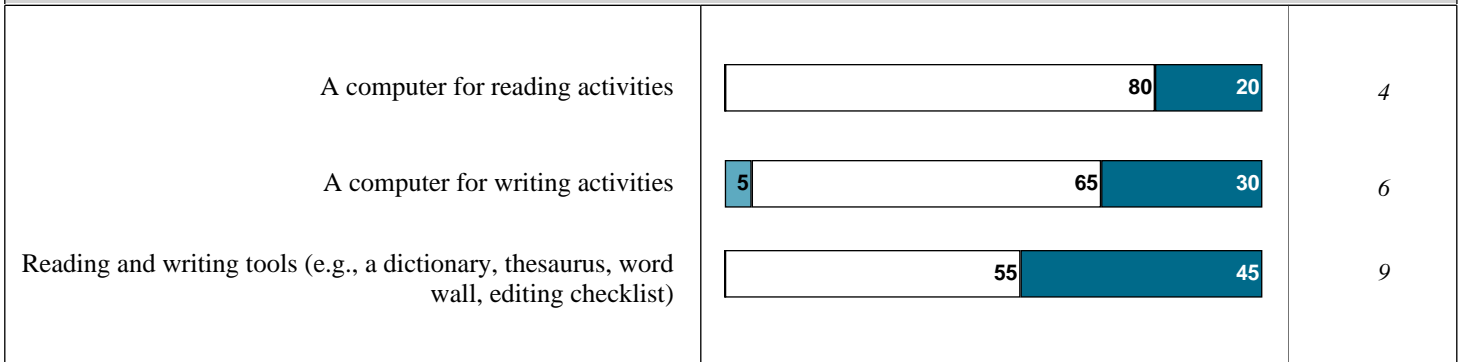 A computer for reading activities 80 20 4
A computer for writing activities 5 65 30 6
Reading and writing tools (e.g., a dictionary, thesaurus, word
wall, editing checklist) 55 45 9